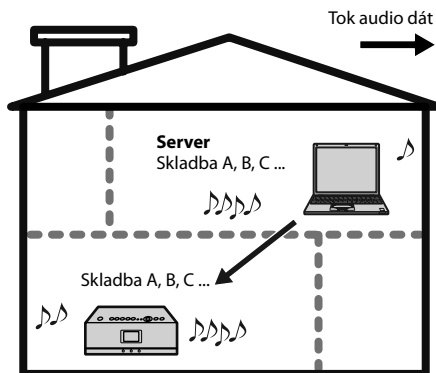 Tok audio dát
Server
Skladba A, B, C ...
Skladba A, B, C ...